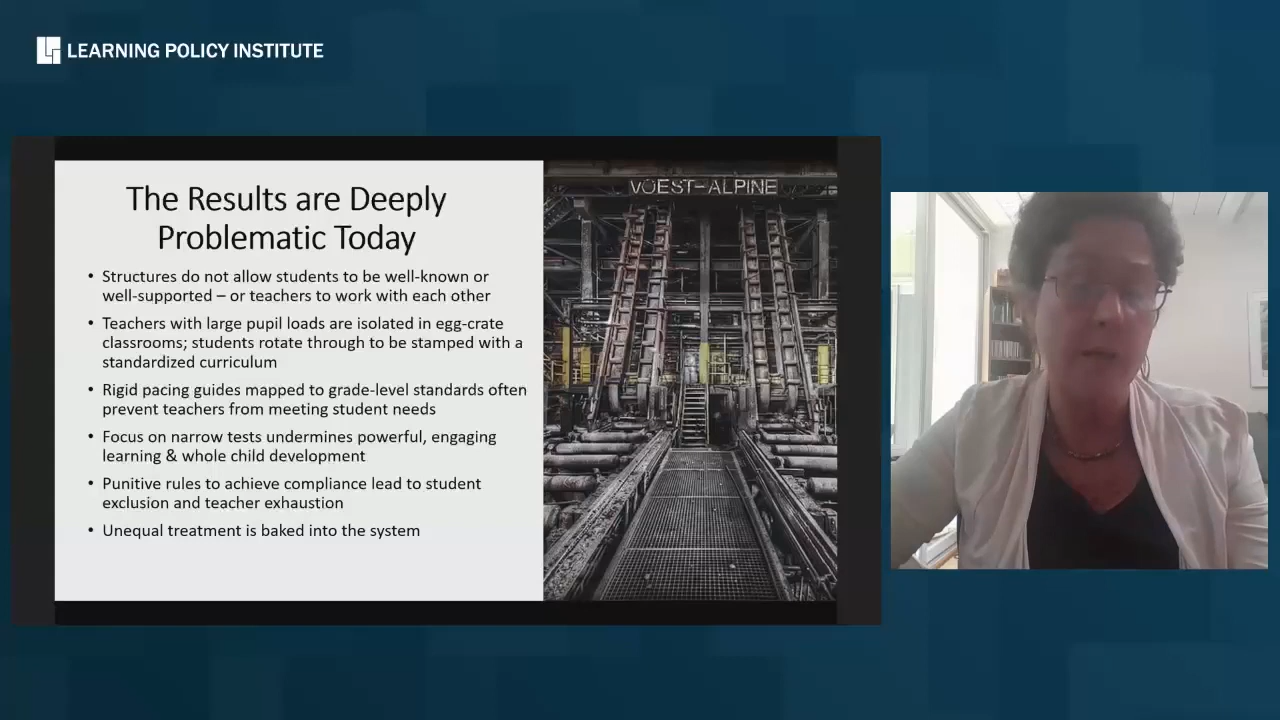 LEARNING POLICY INSTITUTE
The Results are Deeply
Problematic Today
• Structures do not allow students to be well-known or
well-supported – or teachers to work with each other
• Teachers with large pupil loads are isolated in egg-crate
classrooms; students rotate through to be stamped with a
standardized curriculum
• Rigid pacing guides mapped to grade-level standards often
prevent teachers from meeting student needs
• Focus on narrow tests undermines powerful, engaging
learning & whole child development
• Punitive rules to achieve compliance lead to student
exclusion and teacher exhaustion
• Unequal treatment is baked into the system
VOEST-ALPINE